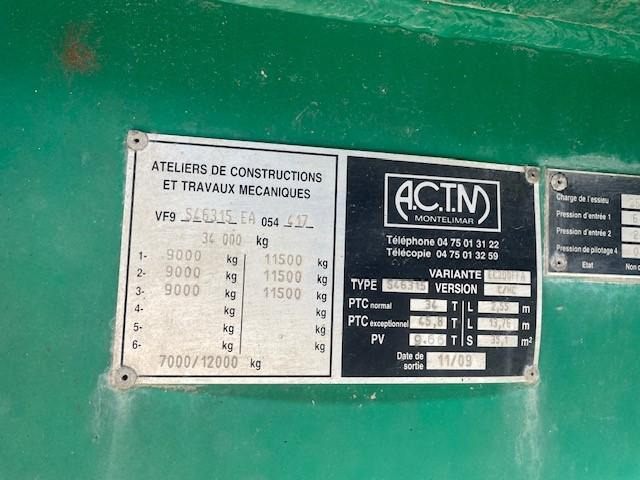 ATELIERS DE CONSTRUCTIONS
ET TRAVAUX MECANIQUES
VF9 S46315 EA 054 417
34 000 kg
1- 9000 kg 11500 kg
2- 9000 kg 11500 kg
3- 9000 kg 11500 kg
4- kg kg
5- kg kg
6- kg kg
7000/12000 kg
A.C.T.M
MONTELIMAR
Téléphone 04 75 01 31 22
Télécopie 04 75 01 32 59
VARIANTE
TYPE S46315 VERSION C/HC
PTC normal 34 T L 2,55 m
PTC exceptionnel 45,8 T L 13,76 m
PV 9.66 T S 35,1 m²
Date de sortie 11/09
Charge de l'essieu
Pression d'entrée 1
Pression d'entrée 2
Pression de pilotage 4
Etat Non c